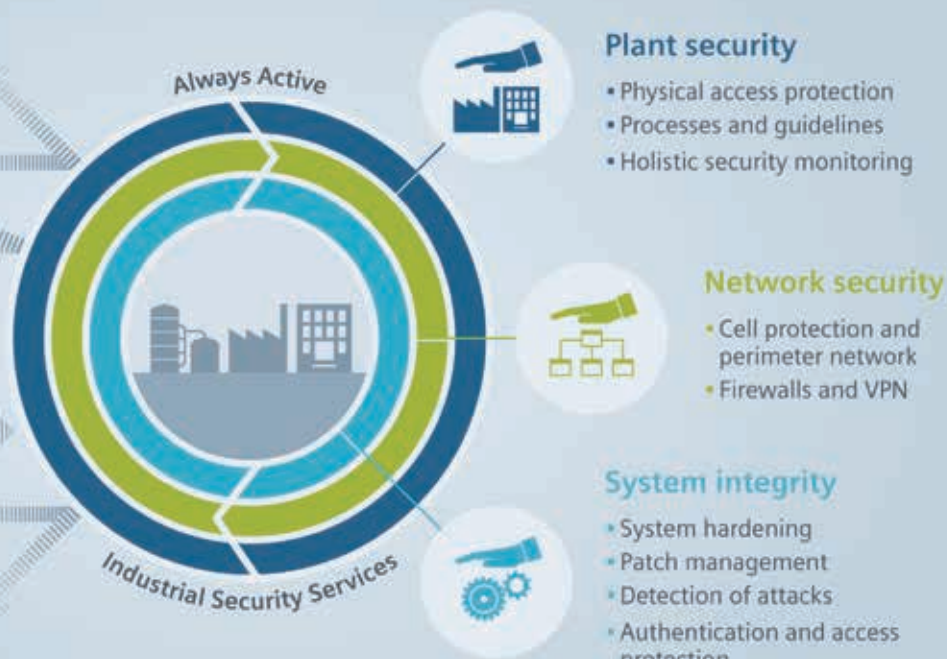 Always Active
Plant security
• Physical access protection
• Processes and guidelines
• Holistic security monitoring
Network security
• Cell protection and
perimeter network
• Firewalls and VPN
System integrity
• System hardening
• Patch management
• Detection of attacks
• Authentication and access
protection
Industrial Security Services